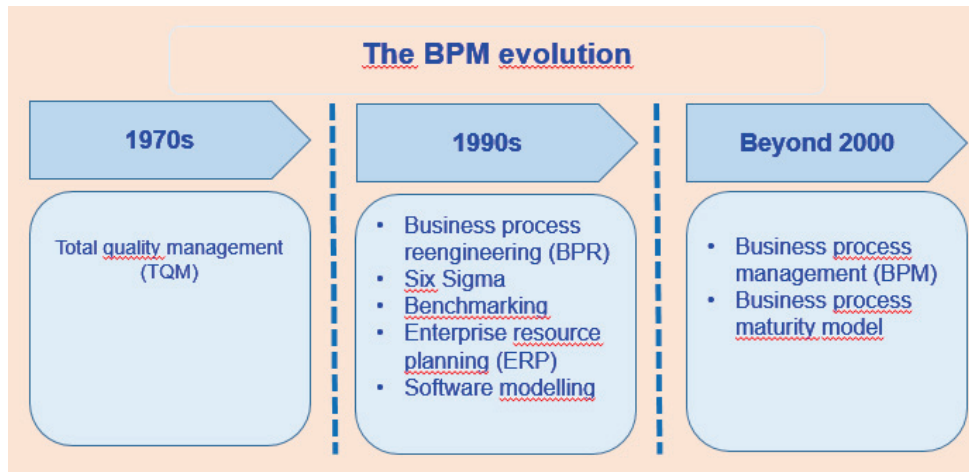 The BPM evolution
1970s
Total quality management
(TQM)
1990s
• Business process
reengineering (BPR)
• Six Sigma
• Benchmarking
• Enterprise resource
planning (ERP)
• Software modelling
Beyond 2000
• Business process
management (BPM)
• Business process
maturity model